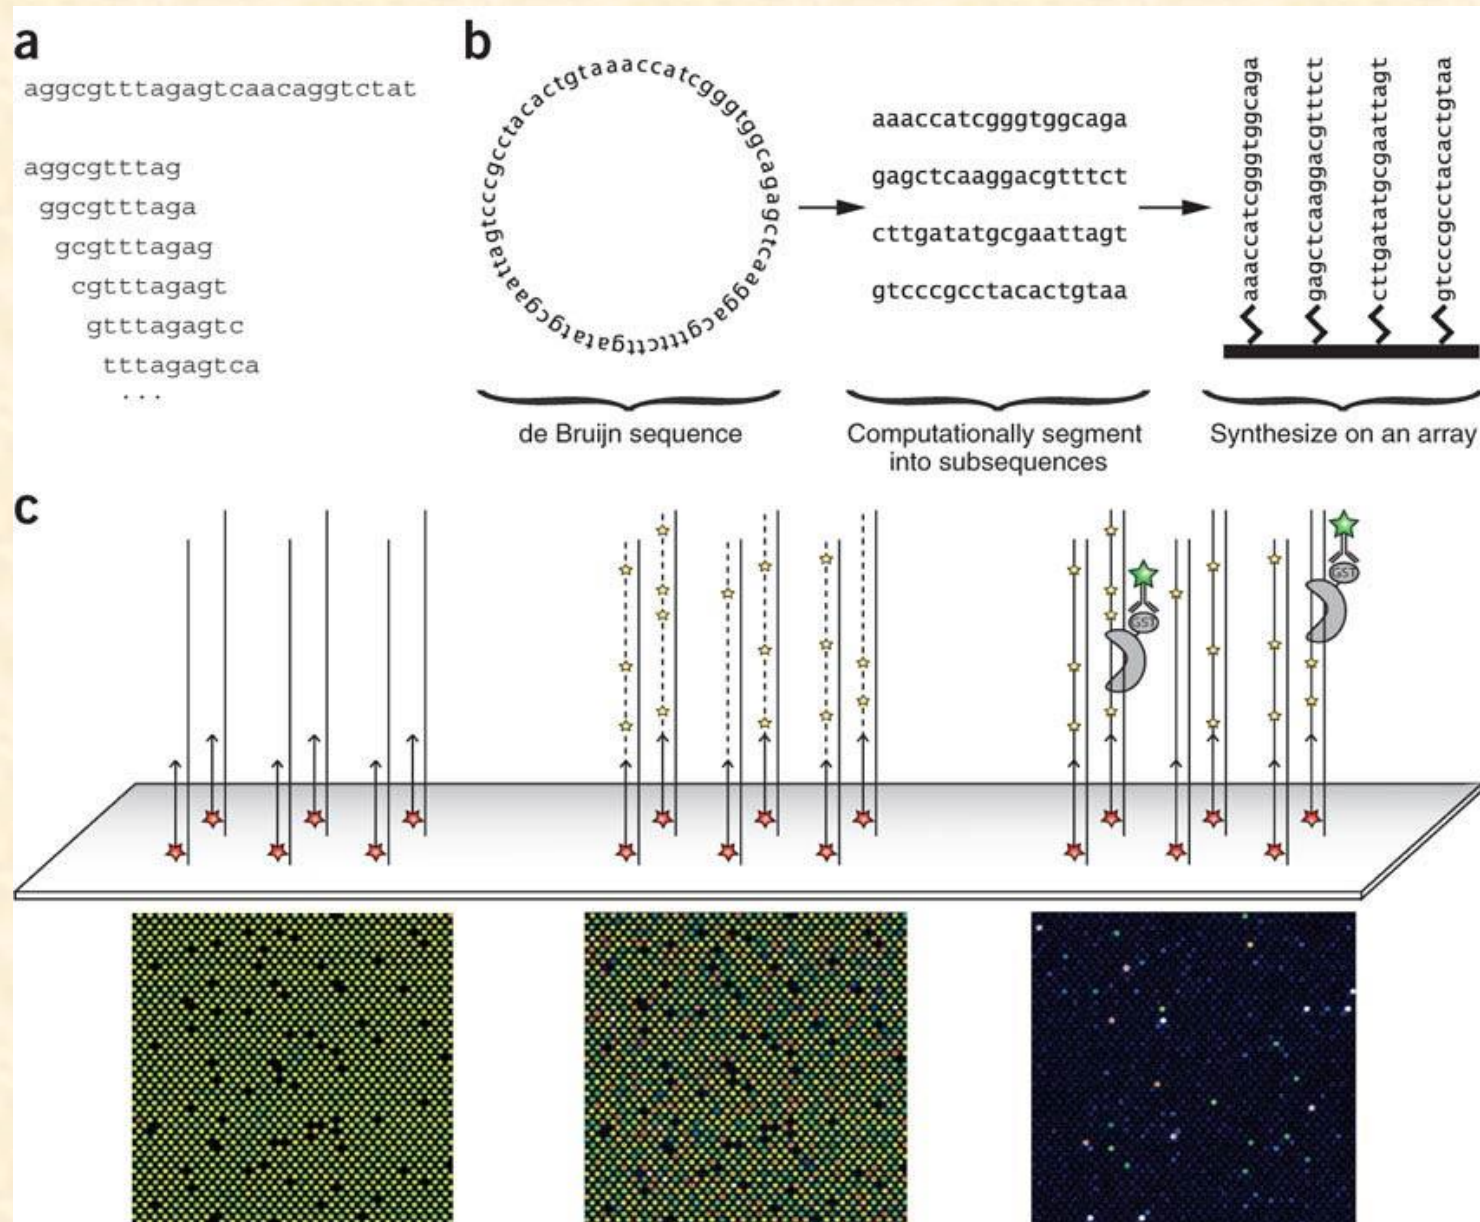 a
aggcgtttagagtcaacaggtctat
aggcgtttag
ggcgtttaga
gcgtttagag
cgtttagagt
gtttagagtc
tttagagtca
...
b
aaaccatcgggtggcagagctcaaggacgtttcttgatatgcgaattagtcccgcctacactgt
de Bruijn sequence
aaaccatcgggtggcaga
gagctcaaggacgtttct
cttgatatgcgaattagt
gtcccgcctacactgtaa
Computationally segment
into subsequences
aaaccatcgggtggcaga
gagctcaaggacgtttct
cttgatatgcgaattagt
gtcccgcctacactgtaa
Synthesize on an array
c
GST
GST